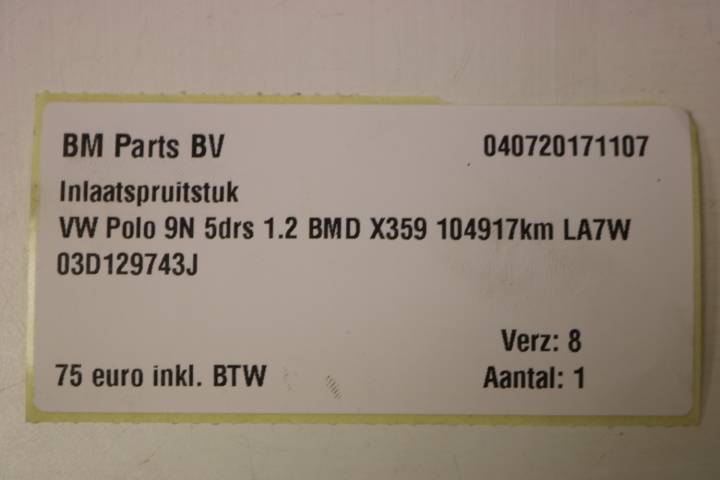 BM Parts BV 040720171107
Inlaatspruitstuk
VW Polo 9N 5drs 1.2 BMD X359 104917km LA7W
03D129743J
Verz: 8
75 euro inkl. BTW Aantal: 1